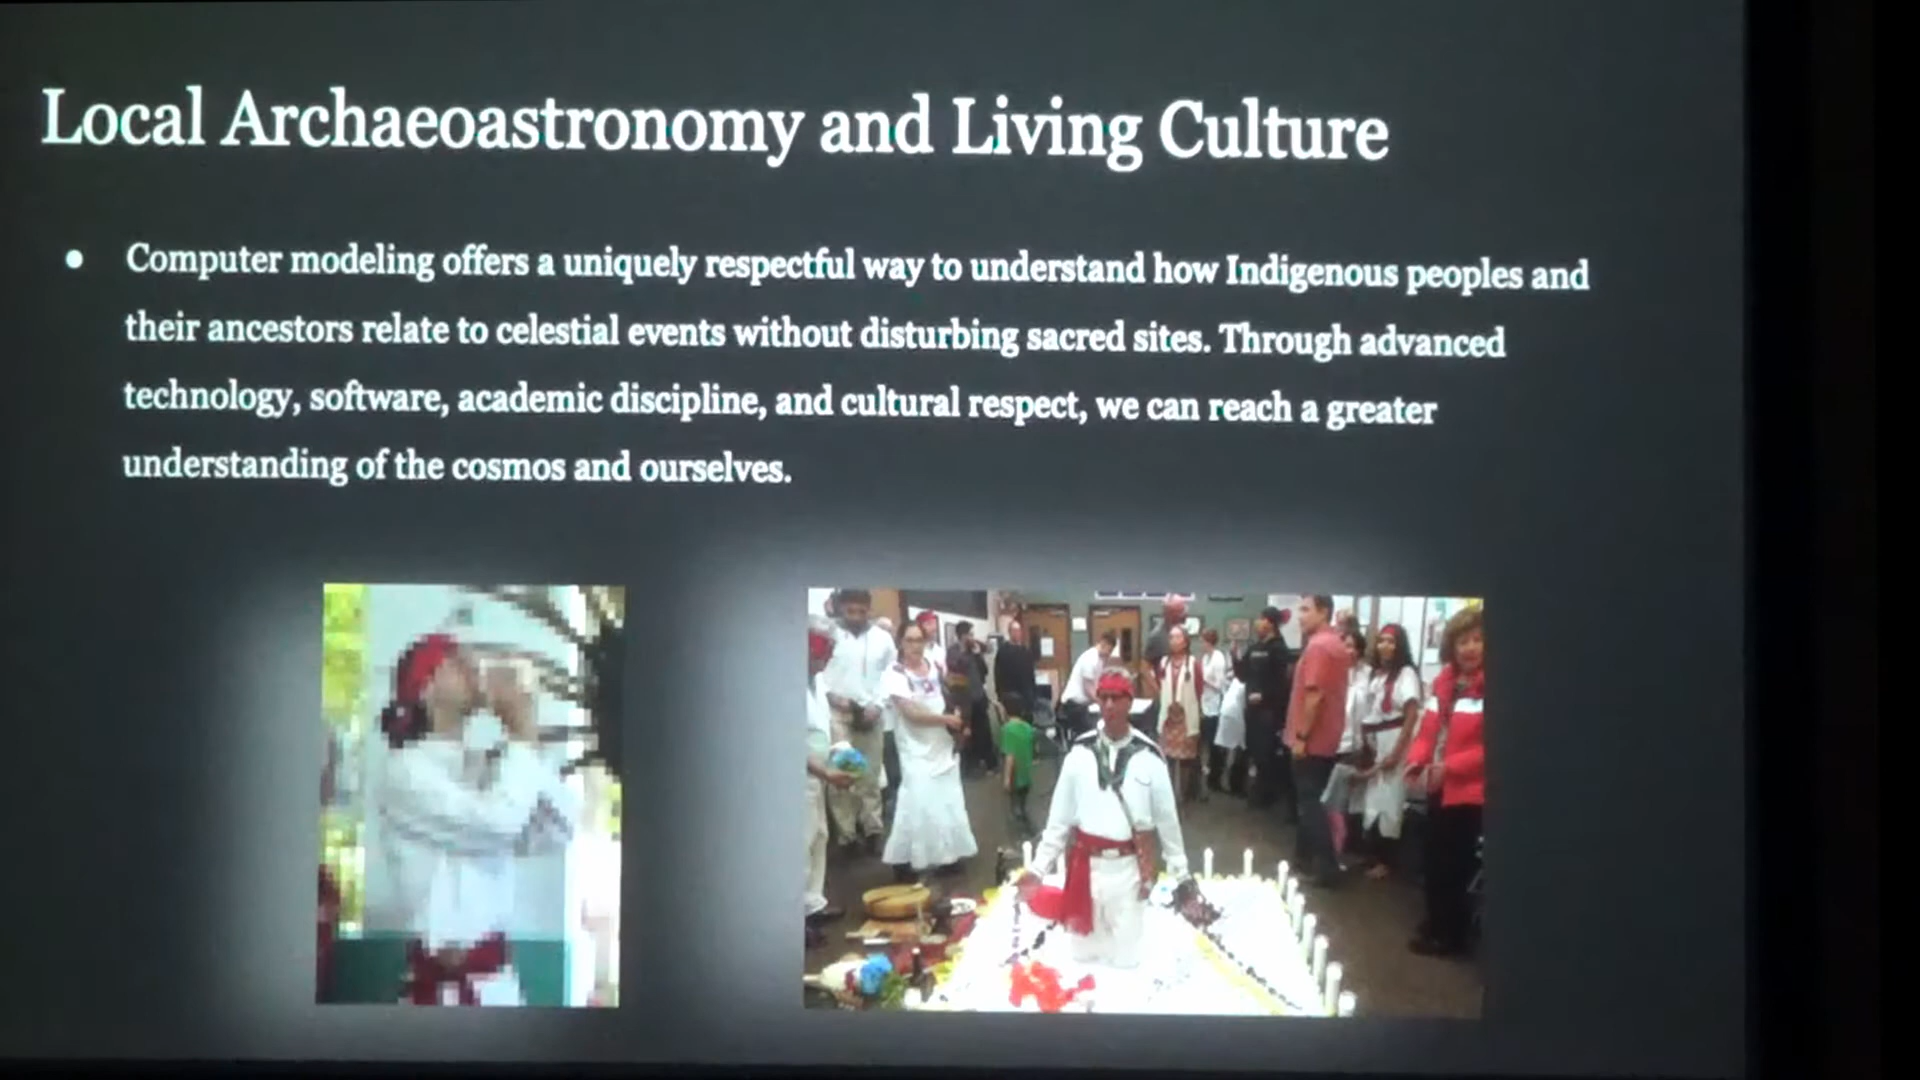 Local Archaeoastronomy and Living Culture
• Computer modeling offers a uniquely respectful way to understand how Indigenous peoples and
their ancestors relate to celestial events without disturbing sacred sites. Through advanced
technology, software, academic discipline, and cultural respect, we can reach a greater
understanding of the cosmos and ourselves.